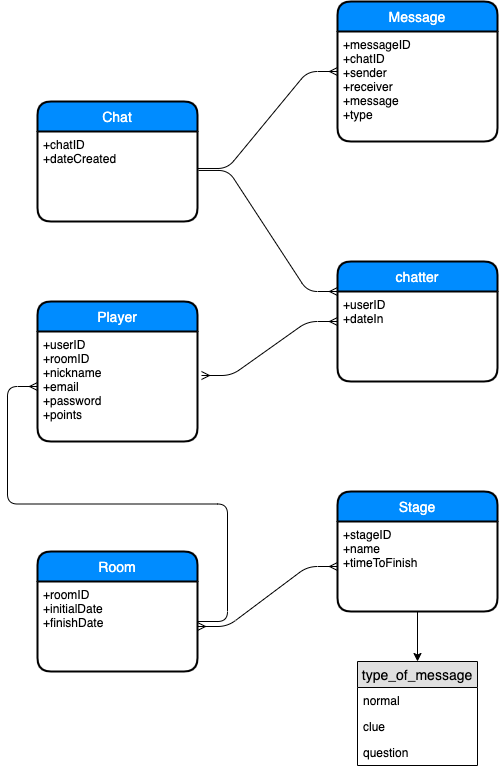 Message
+messageID
+chatID
+sender
+receiver
+message
+type
Chat
+chatID
+dateCreated
chatter
+userID
+dateIn
Player
+userID
+roomID
+nickname
+email
+password
+points
Stage
+stageID
+name
+timeToFinish
Room
+roomID
+initialDate
+finishDate
type_of_message
normal
clue
question